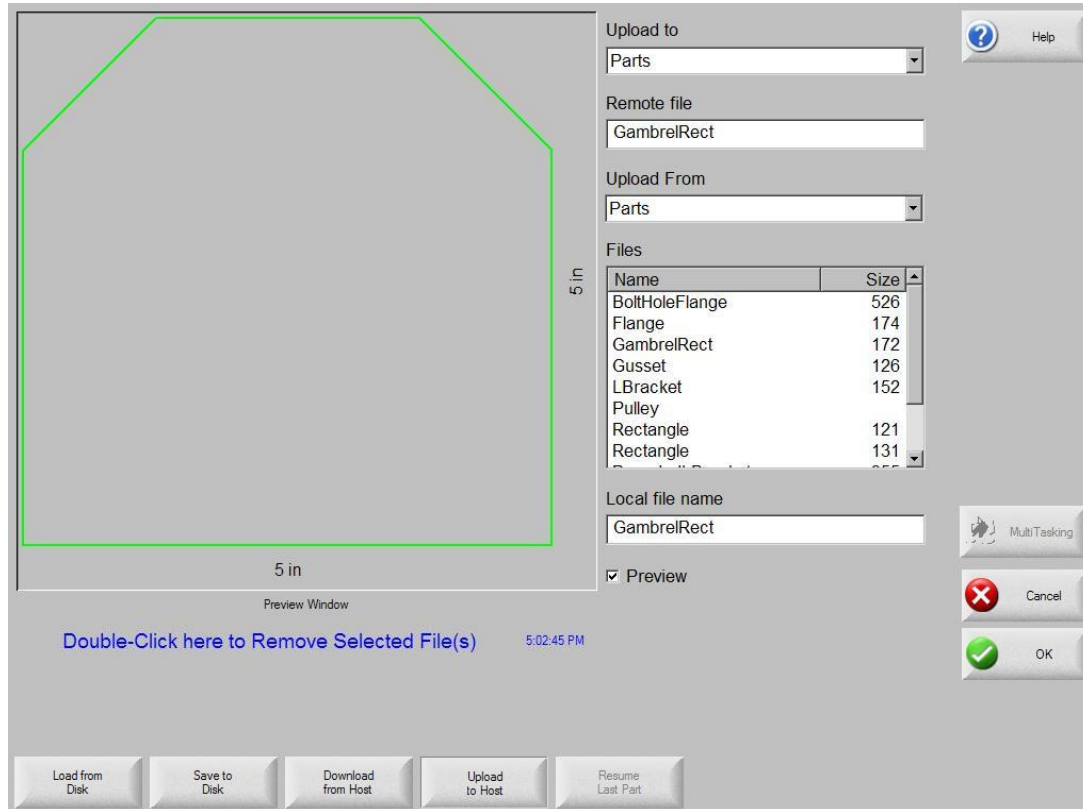 Upload to
Parts
Remote file
GambrelRect
Upload From
Parts
Files
Name Size
BoltHoleFlange 526
Flange 174
GambrelRect 172
Gusset 126
LBracket 152
Pulley
Rectangle 121
Rectangle 131
Local file name
GambrelRect
Preview
5 in
5 in
Preview Window
Double-Click here to Remove Selected File(s) 5:02:45 PM
Help
MultiTasking
Cancel
OK
Load from
Disk
Save to
Disk
Download
from Host
Upload
to Host
Resume
Last Part